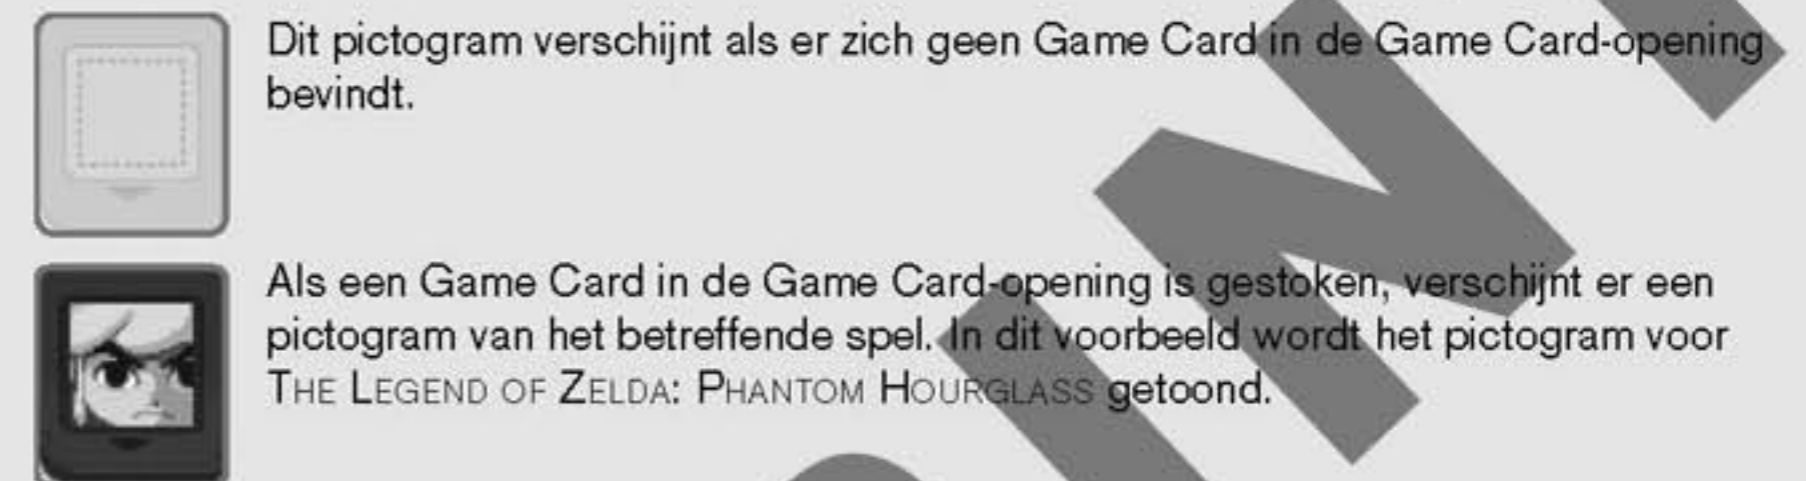 Dit pictogram verschijnt als er zich geen Game Card in de Game Card-opening
bevindt.
Als een Game Card in de Game Card-opening is gestoken, verschijnt er een
pictogram van het betreffende spel. In dit voorbeeld wordt het pictogram voor
THE LEGEND OF ZELDA: PHANTOM HOURGLASS getoond.